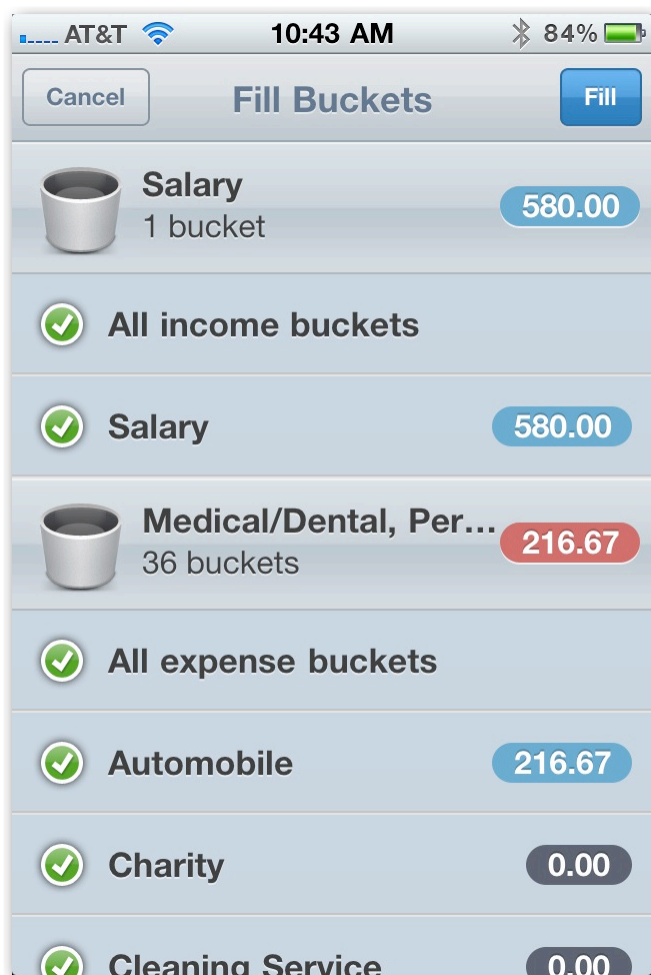 AT&T 10:43 AM 84%
Cancel Fill Buckets Fill
Salary
580.00
1 bucket
All income buckets
Salary 580.00
Medical/Dental, Per...
216.67
36 buckets
All expense buckets
Automobile 216.67
Charity 0.00
Cleaning Service 0.00